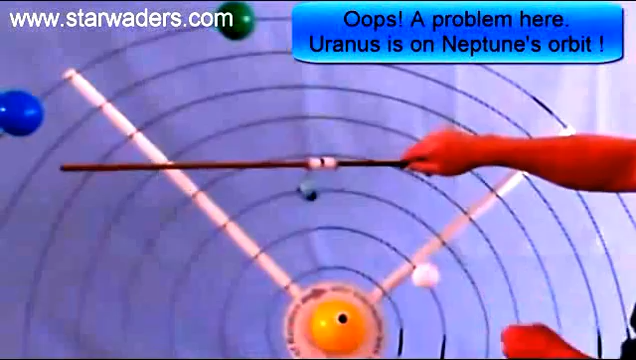 www.starwaders.com
Oops! A problem here.
Uranus is on Neptune's orbit !